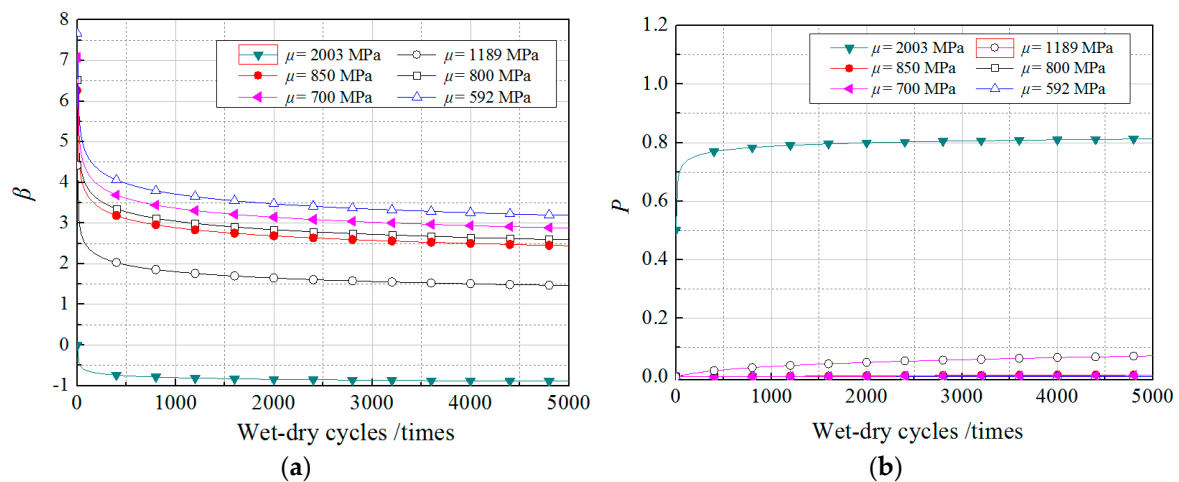 8
7
6
5
4
3
2
1
0
-1
β
μ = 2003 MPa μ = 1189 MPa
μ = 850 MPa μ = 800 MPa
μ = 700 MPa μ = 592 MPa
0 1000 2000 3000 4000 5000
Wet-dry cycles /times
(a)
1.2
1.0
0.8
0.6
0.4
0.2
0.0
P
μ = 2003 MPa μ = 1189 MPa
μ = 850 MPa μ = 800 MPa
μ = 700 MPa μ = 592 MPa
0 1000 2000 3000 4000 5000
Wet-dry cycles /times
(b)